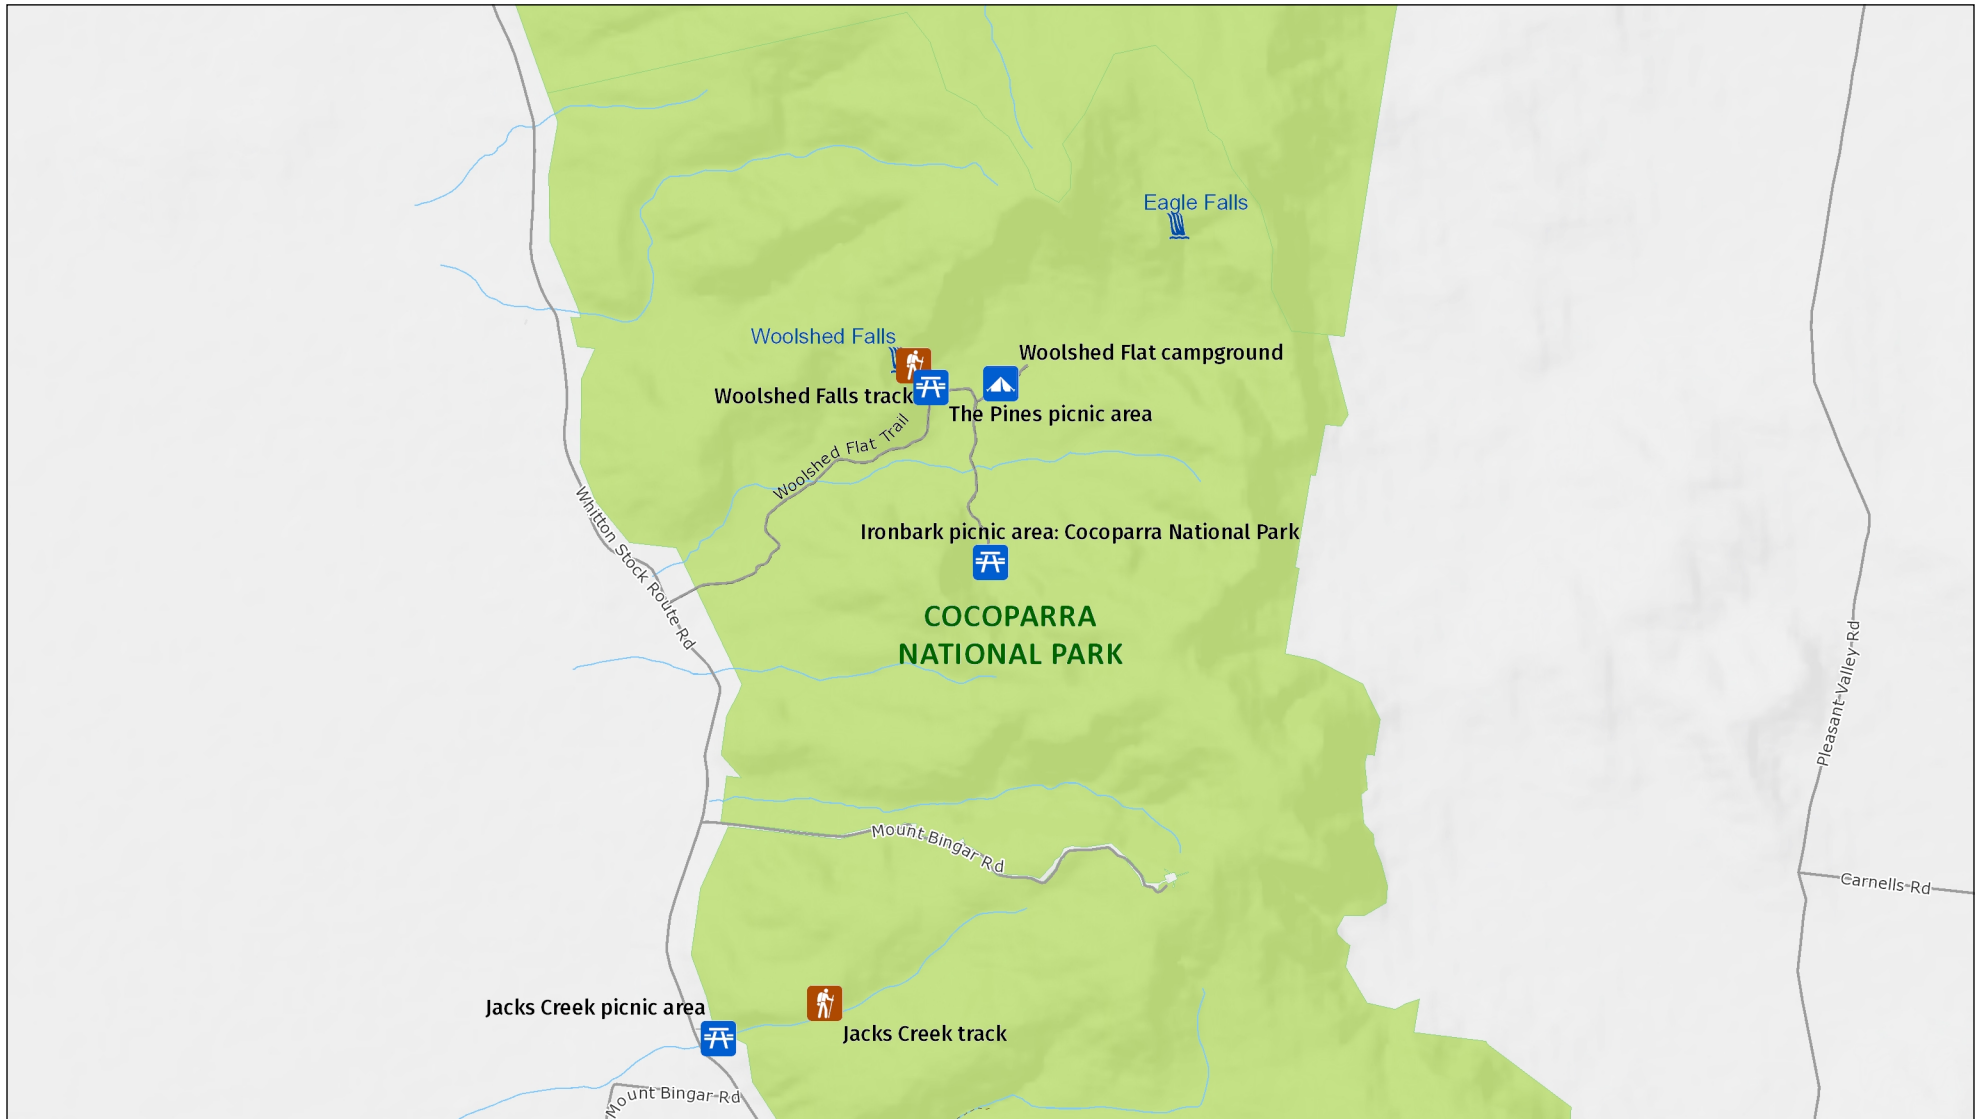 Eagle Falls
Woolshed Falls
Woolshed Flat campground
Woolshed Falls track
The Pines picnic area
Woolshed Flat Trail
Whitton Stock Route Rd
Ironbark picnic area: Cocoparra National Park
COCOPARRA
NATIONAL PARK
Pleasant Valley Rd
Mount Bingar Rd
Carnells Rd
Jacks Creek picnic area
Jacks Creek track
Mount Bingar Rd